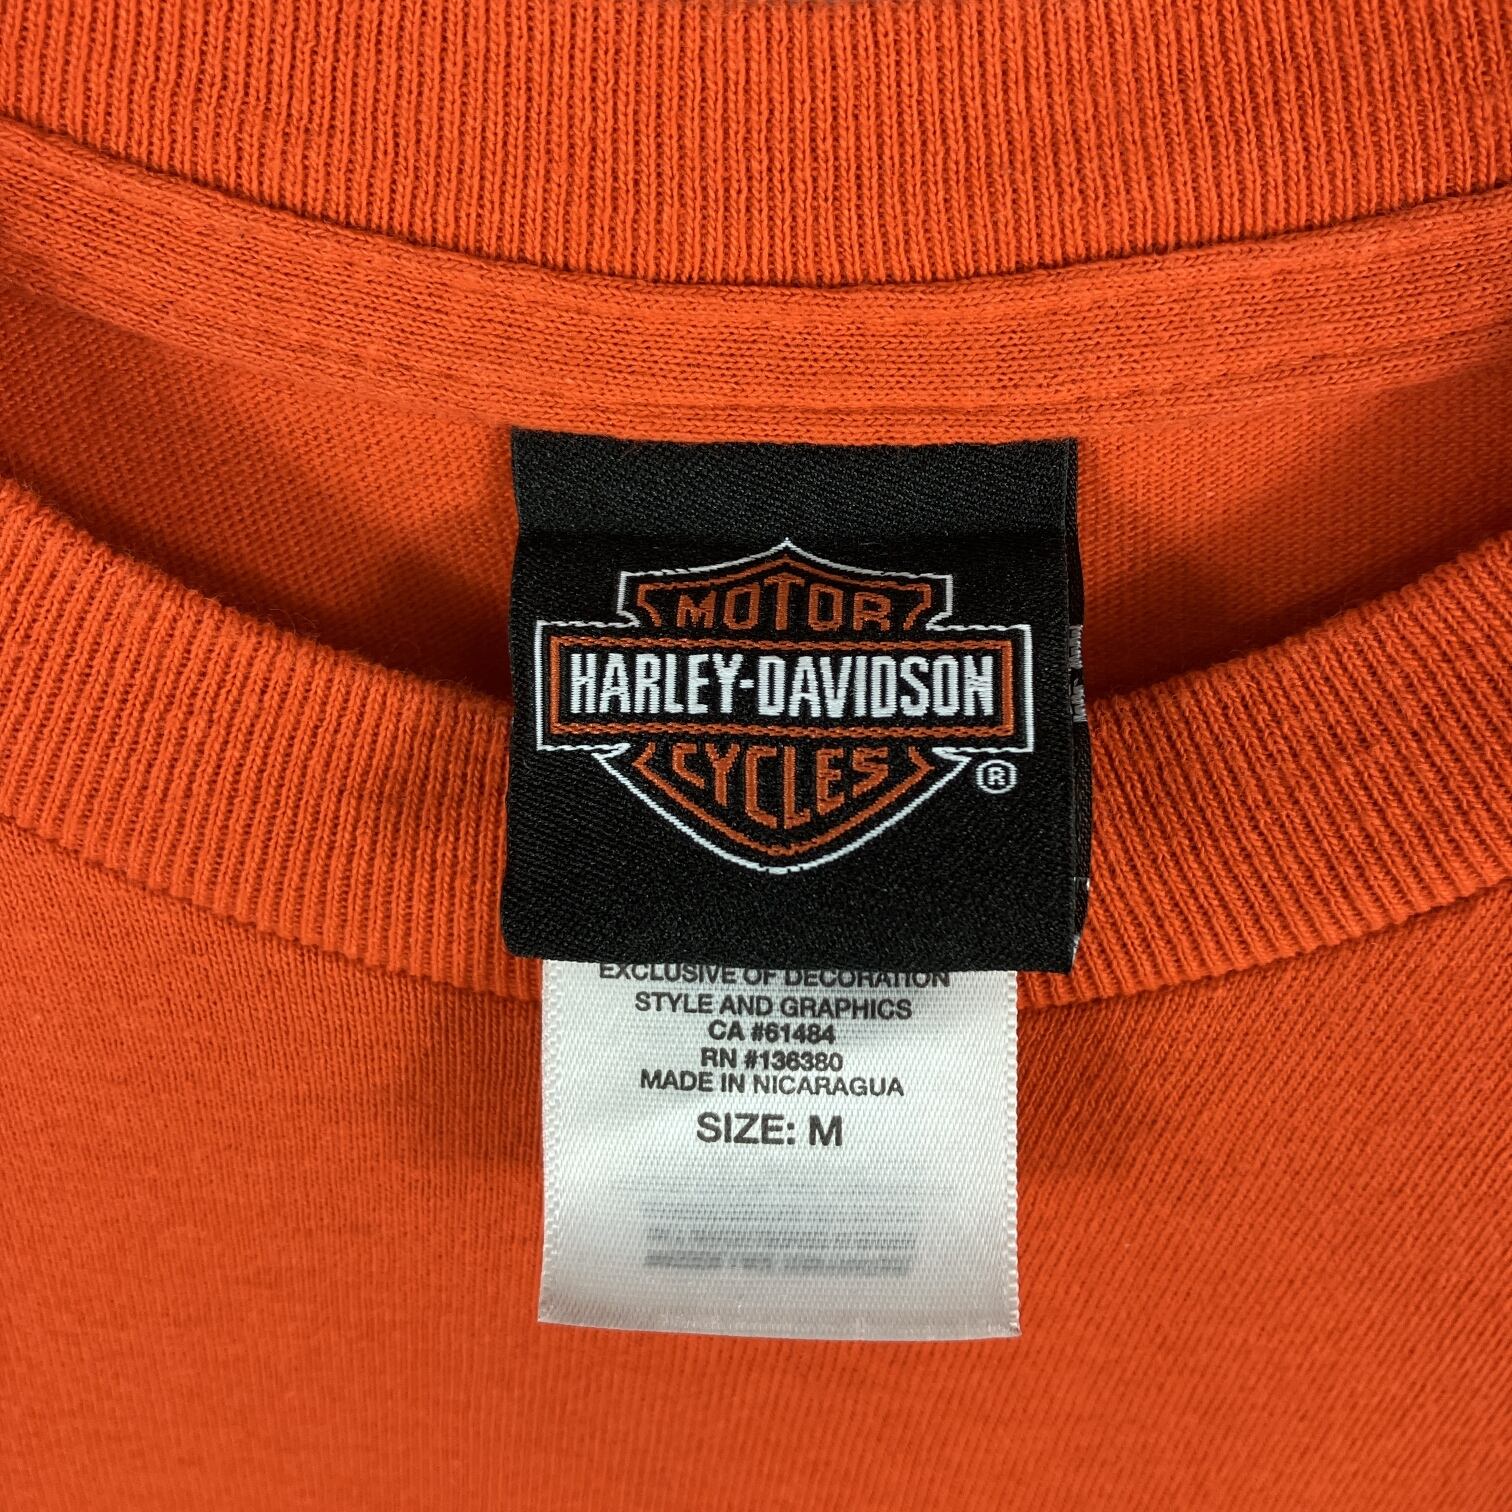 MOTOR
HARLEY-DAVIDSON
CYCLES
®
EXCLUSIVE OF DECORATION
STYLE AND GRAPHICS
CA #61484
RN #136380
MADE IN NICARAGUA
SIZE: M